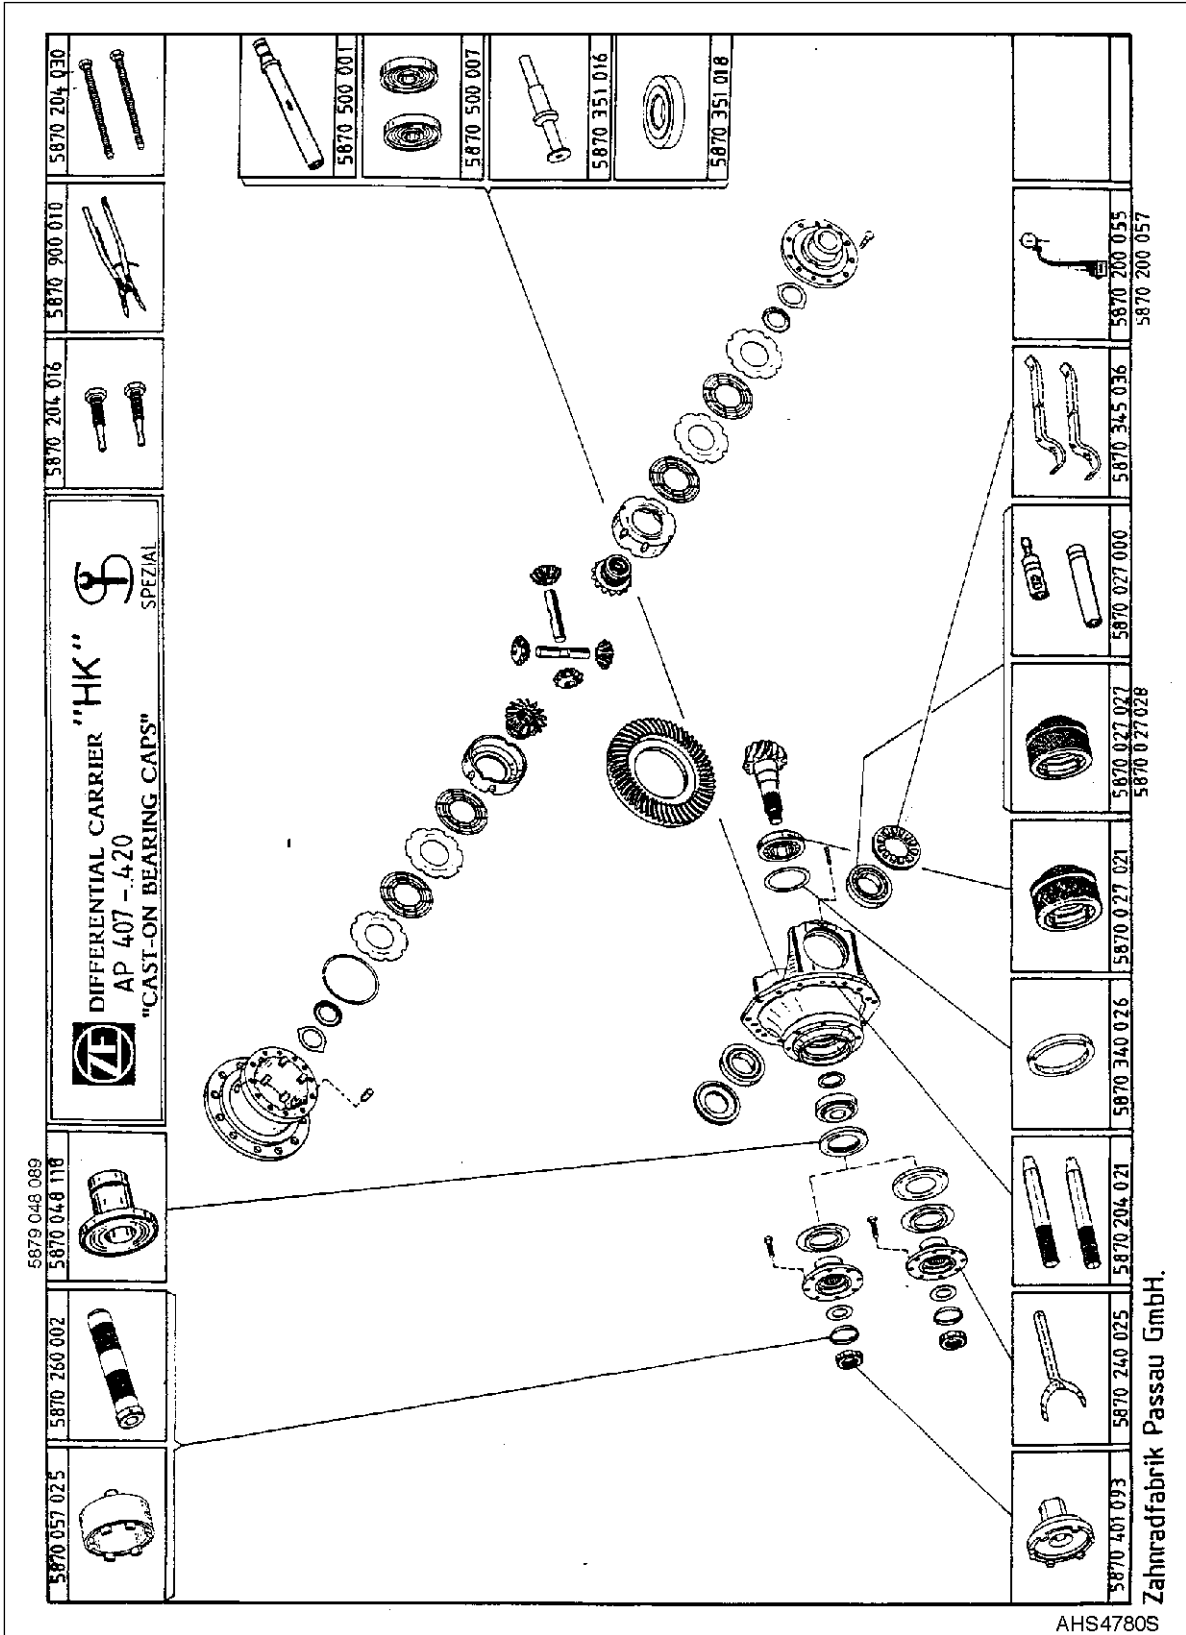 5870 204 030
5870 900 010
5870 204 016
ZF
DIFFERENTIAL CARRIER "HK"
AP 407 - 420
"CAST-ON BEARING CAPS"
SPEZIAL
5879 048 089
5870 048 118
5870 260 002
5870 057 025
5870 500 001
5870 500 007
5870 351 016
5870 351 018
5870 401 093
5870 240 025
5870 204 021
5870 340 026
5870 027 021
5870 027 027
5870 027 028
5870 027 000
5870 345 036
5870 200 055
5870 200 057
Zahnradfabrik Passau GmbH.
AHS4780S